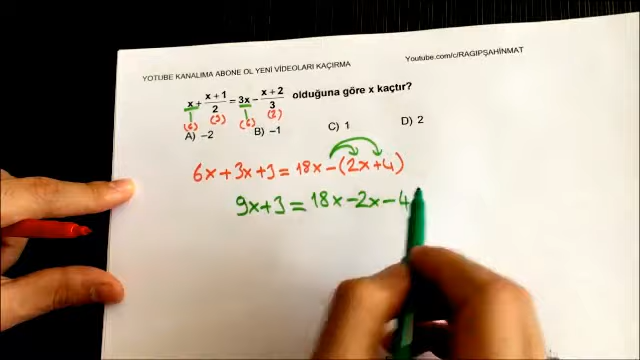 YOTUBE KANALIMA ABONE OL YENİ VİDEOLARI KAÇIRMA
Youtube.com/c/RAGIPŞAHİNMAT
x + (x + 1)/2 = 3x − (x + 2)/3 olduğuna göre x kaçtır?
(6) (3) (6) (2)
A) −2 B) −1 C) 1 D) 2
6x+3x+3 = 18x −(2x+4)
9x+3 = 18x −2x − 4